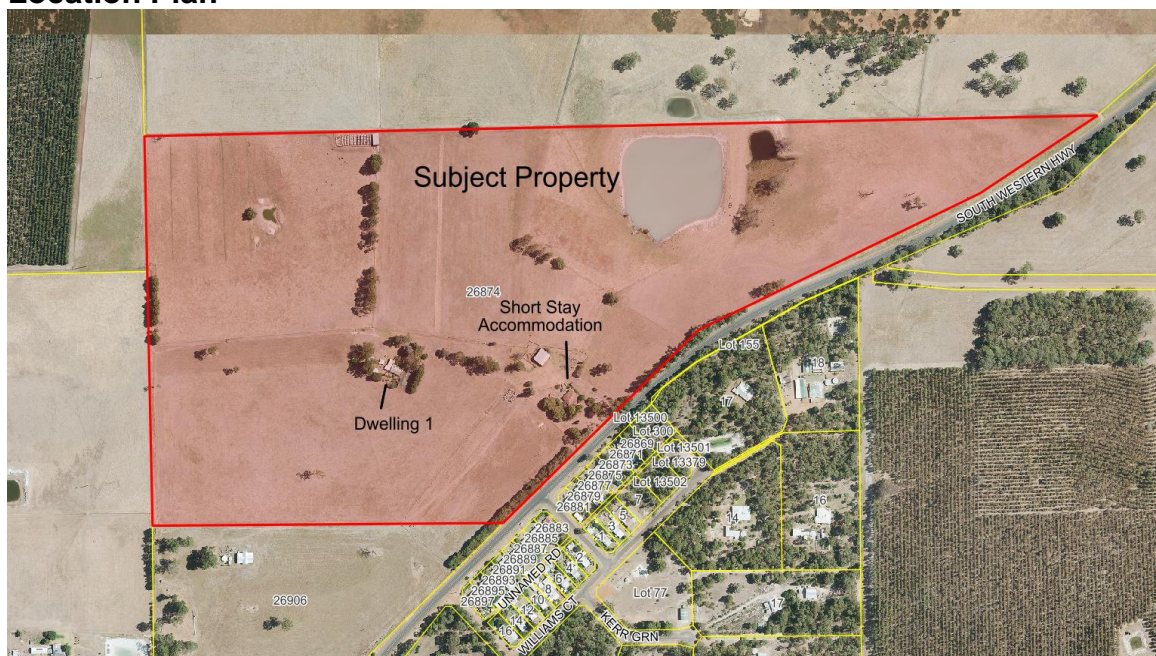 Location Plan
Subject Property
SOUTH WESTERN HWY
26874
Short Stay
Accommodation
Dwelling 1
Lot 155
18
17
Lot 13500
Lot 300
26869
Lot 13501
26871
26873
Lot 13379
26875
Lot 13502
26877
26879
7
26881
5
3
1
14
16
26883
26885
26887
26889
26891
26893
26895
26897
UNNAMED RD
2
4
6
8
10
12
14
16
WILLIAMS CT
Lot 77
17
KERR GRN
26906